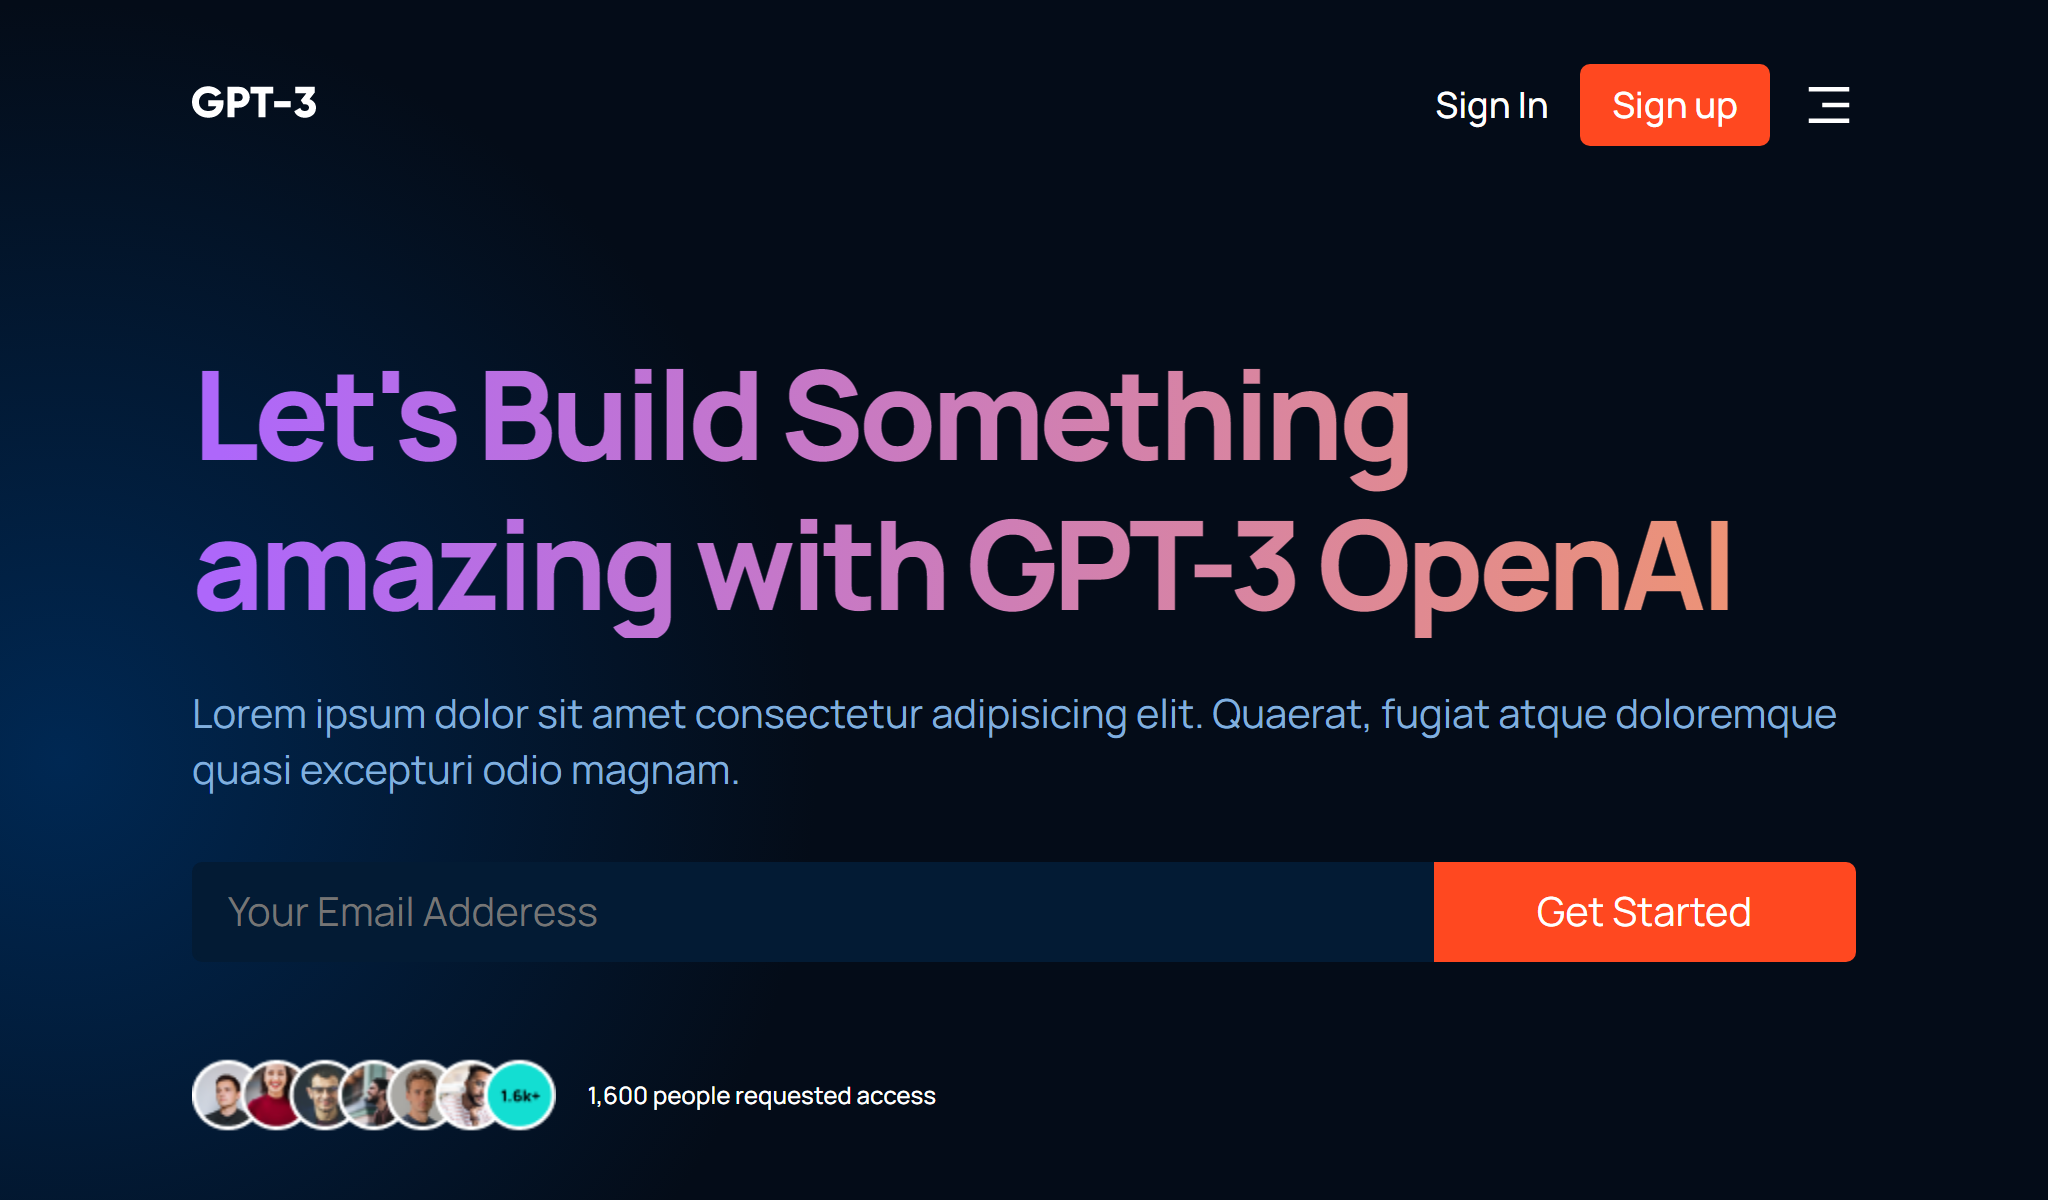 GPT-3
Sign In
Sign up
Let's Build Something
amazing with GPT-3 OpenAI
Lorem ipsum dolor sit amet consectetur adipisicing elit. Quaerat, fugiat atque doloremque
quasi excepturi odio magnam.
Your Email Adderess
Get Started
1.6k+
1,600 people requested access